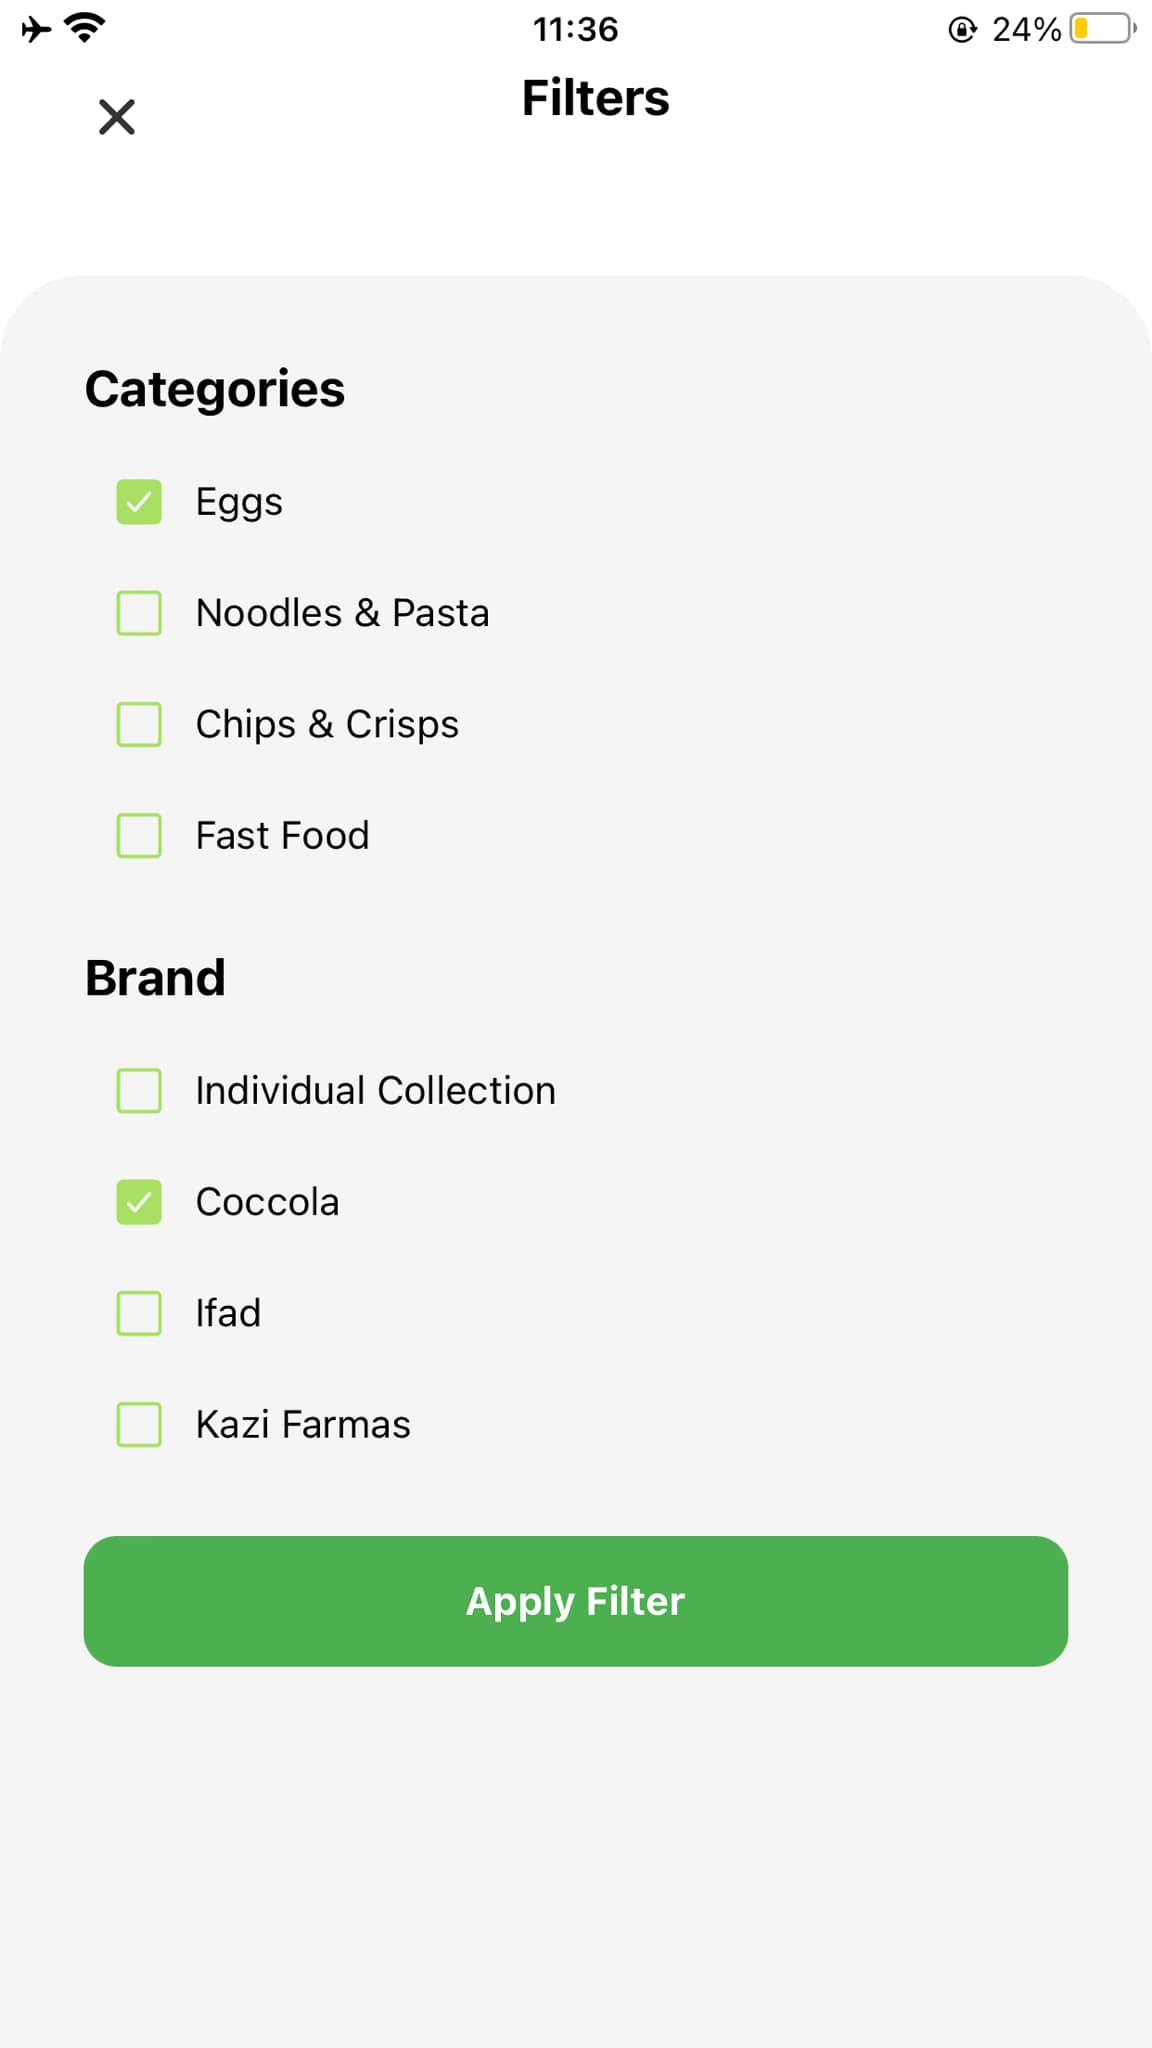 11:36
24%
Filters
Categories
Eggs
Noodles & Pasta
Chips & Crisps
Fast Food
Brand
Individual Collection
Coccola
Ifad
Kazi Farmas
Apply Filter